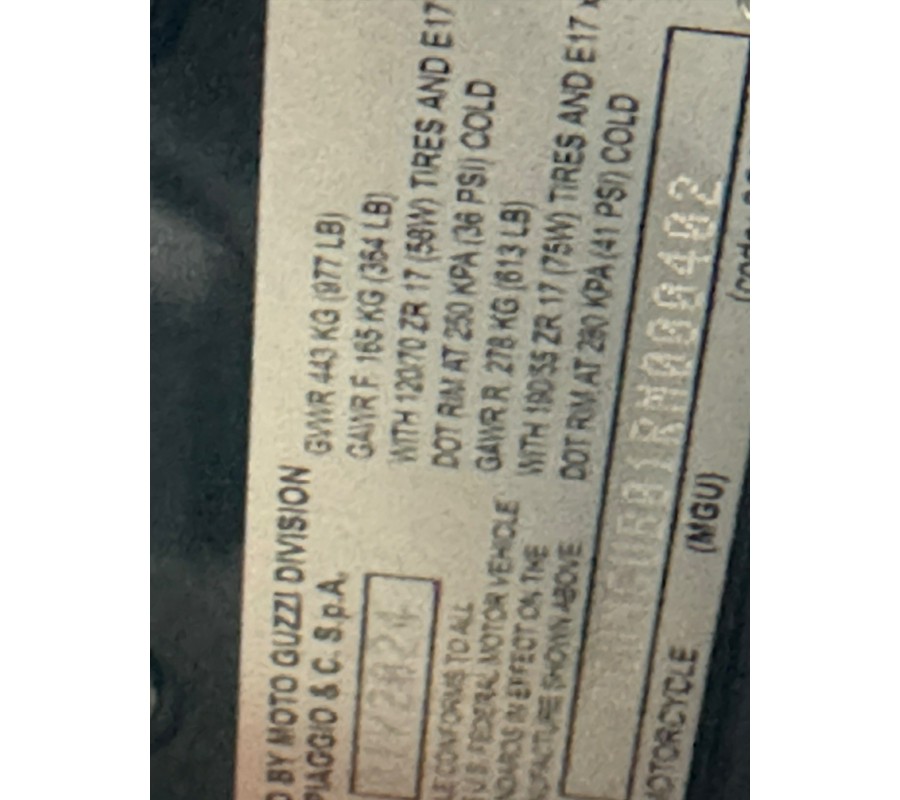 D BY MOTO GUZZI DIVISION
PIAGGIO & C. S.p.A.
/2024
GVWR 443 KG (977 LB)
GAWR F 165 KG (364 LB)
WITH 120/70 ZR 17 (58W) TIRES AND E17
DOT RIM AT 250 KPA (36 PSI) COLD
GAWR R 278 KG (613 LB)
WITH 190/55 ZR 17 (75W) TIRES AND E17 x
DOT RIM AT 280 KPA (41 PSI) COLD
LE CONFORMS TO ALL
E U.S. FEDERAL MOTOR VEHICLE
NDARDS IN EFFECT ON THE
NUFACTURE SHOWN ABOVE
MOTORCYCLE (MGU)